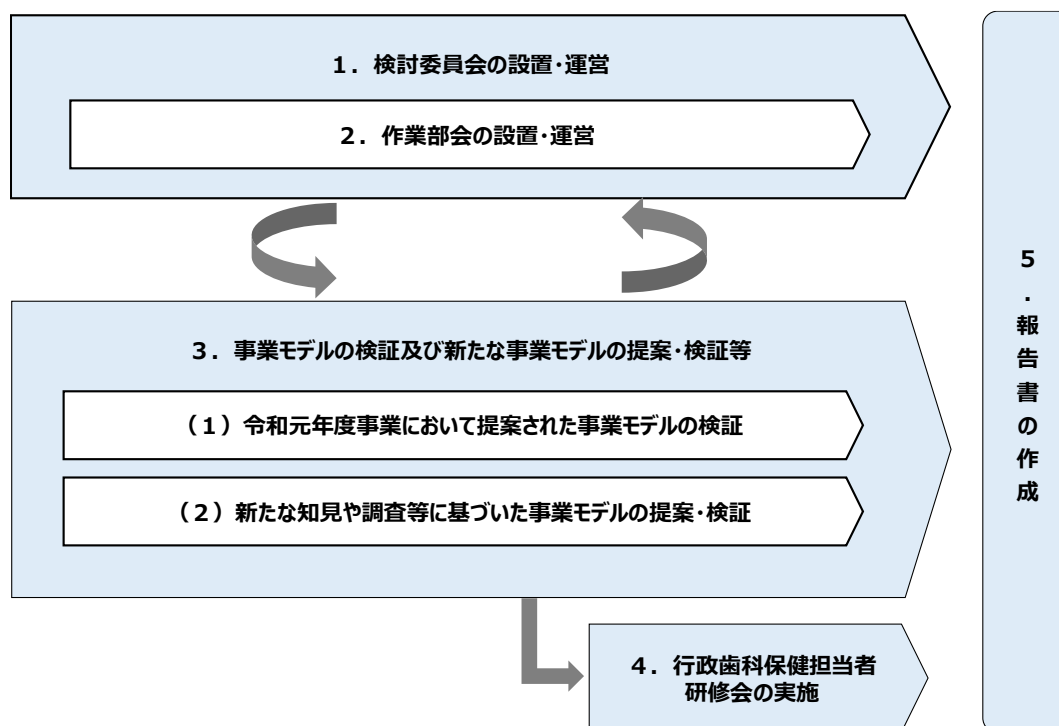 1．検討委員会の設置・運営
2．作業部会の設置・運営
3．事業モデルの検証及び新たな事業モデルの提案・検証等
（1）令和元年度事業において提案された事業モデルの検証
（2）新たな知見や調査等に基づいた事業モデルの提案・検証
4．行政歯科保健担当者
研修会の実施
5．報告書の作成